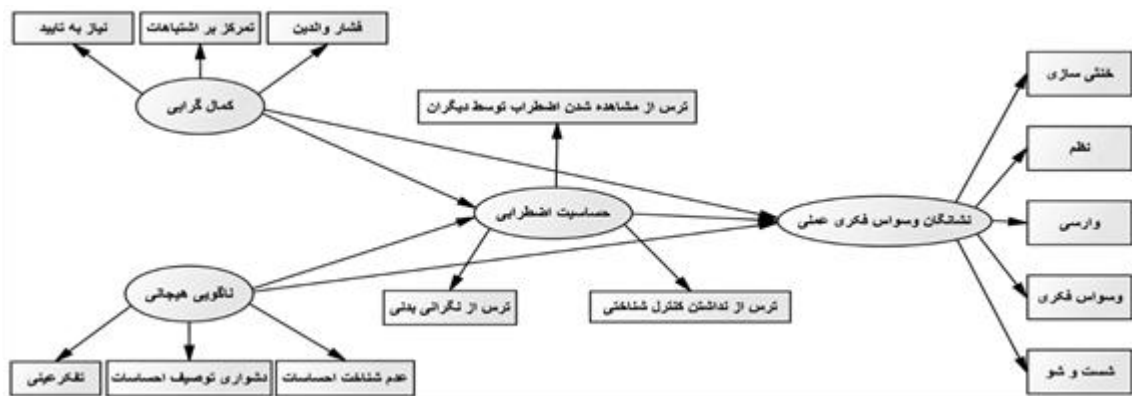 فشار والدین
تمرکز بر اشتباهات
نیاز به تایید
کمال گرایی
ترس از مشاهده شدن اضطراب توسط دیگران
حساسیت اضطرابی
ناگویی هیجانی
ترس از نگرانی بدنی
ترس از نداشتن کنترل شناختی
عدم شناخت احساسات
دشواری توصیف احساسات
تفکرعینی
نشانگان وسواس فکری عملی
خنثی سازی
نظم
وارسی
وسواس فکری
شست و شو